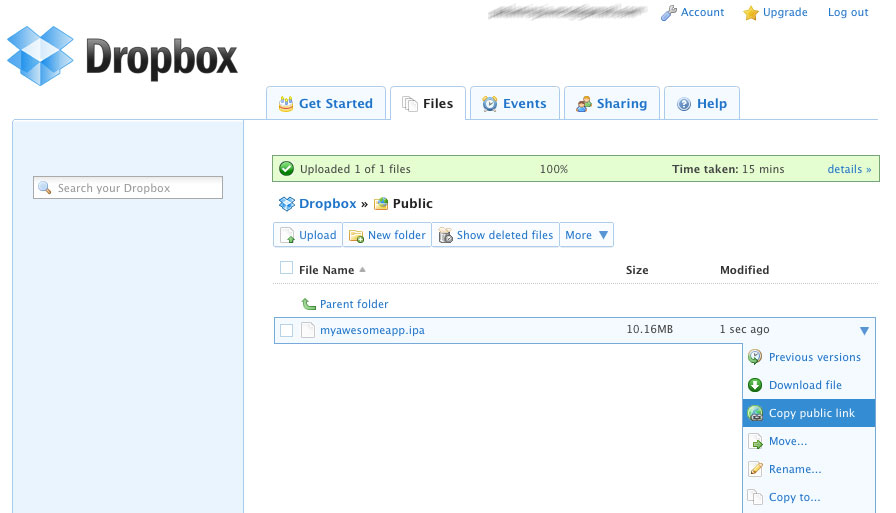 Account Upgrade Log out
Dropbox
Get Started Files Events Sharing Help
Search your Dropbox
Uploaded 1 of 1 files 100% Time taken: 15 mins details »
Dropbox » Public
Upload New folder Show deleted files More ▼
File Name ▲ Size Modified
Parent folder
myawesomeapp.ipa 10.16MB 1 sec ago ▼
Previous versions
Download file
Copy public link
Move...
Rename...
Copy to...